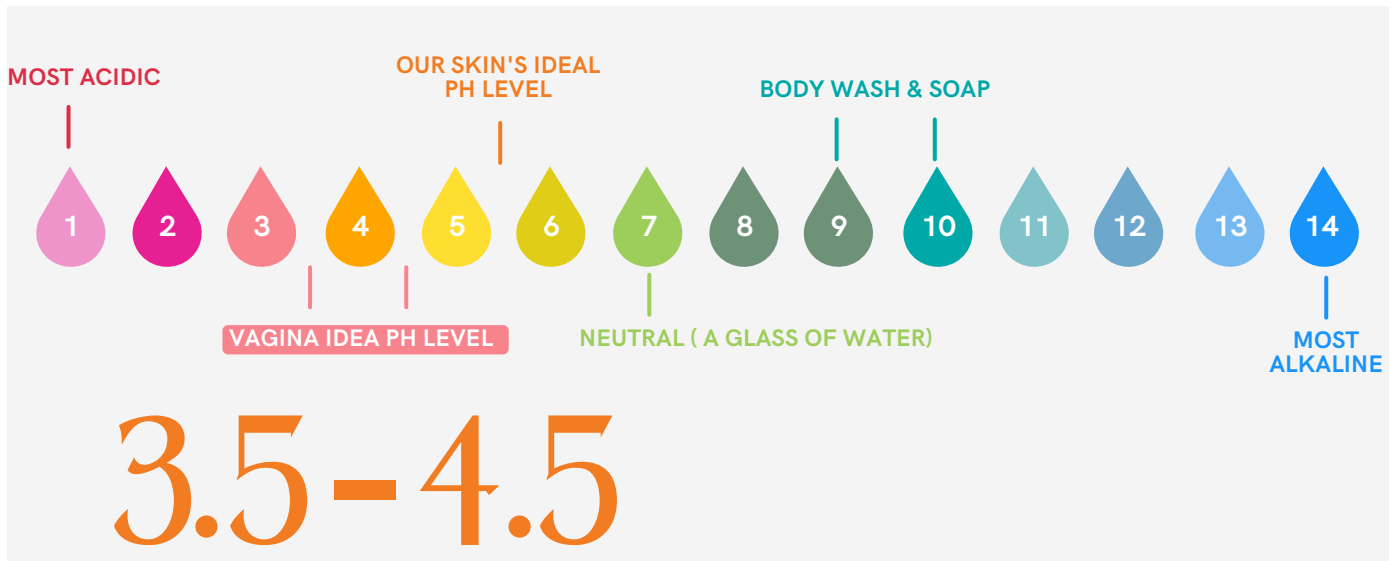 MOST ACIDIC
OUR SKIN'S IDEAL
PH LEVEL
BODY WASH & SOAP
1 2 3 4 5 6 7 8 9 10 11 12 13 14
VAGINA IDEA PH LEVEL
NEUTRAL ( A GLASS OF WATER)
MOST
ALKALINE
3.5-4.5